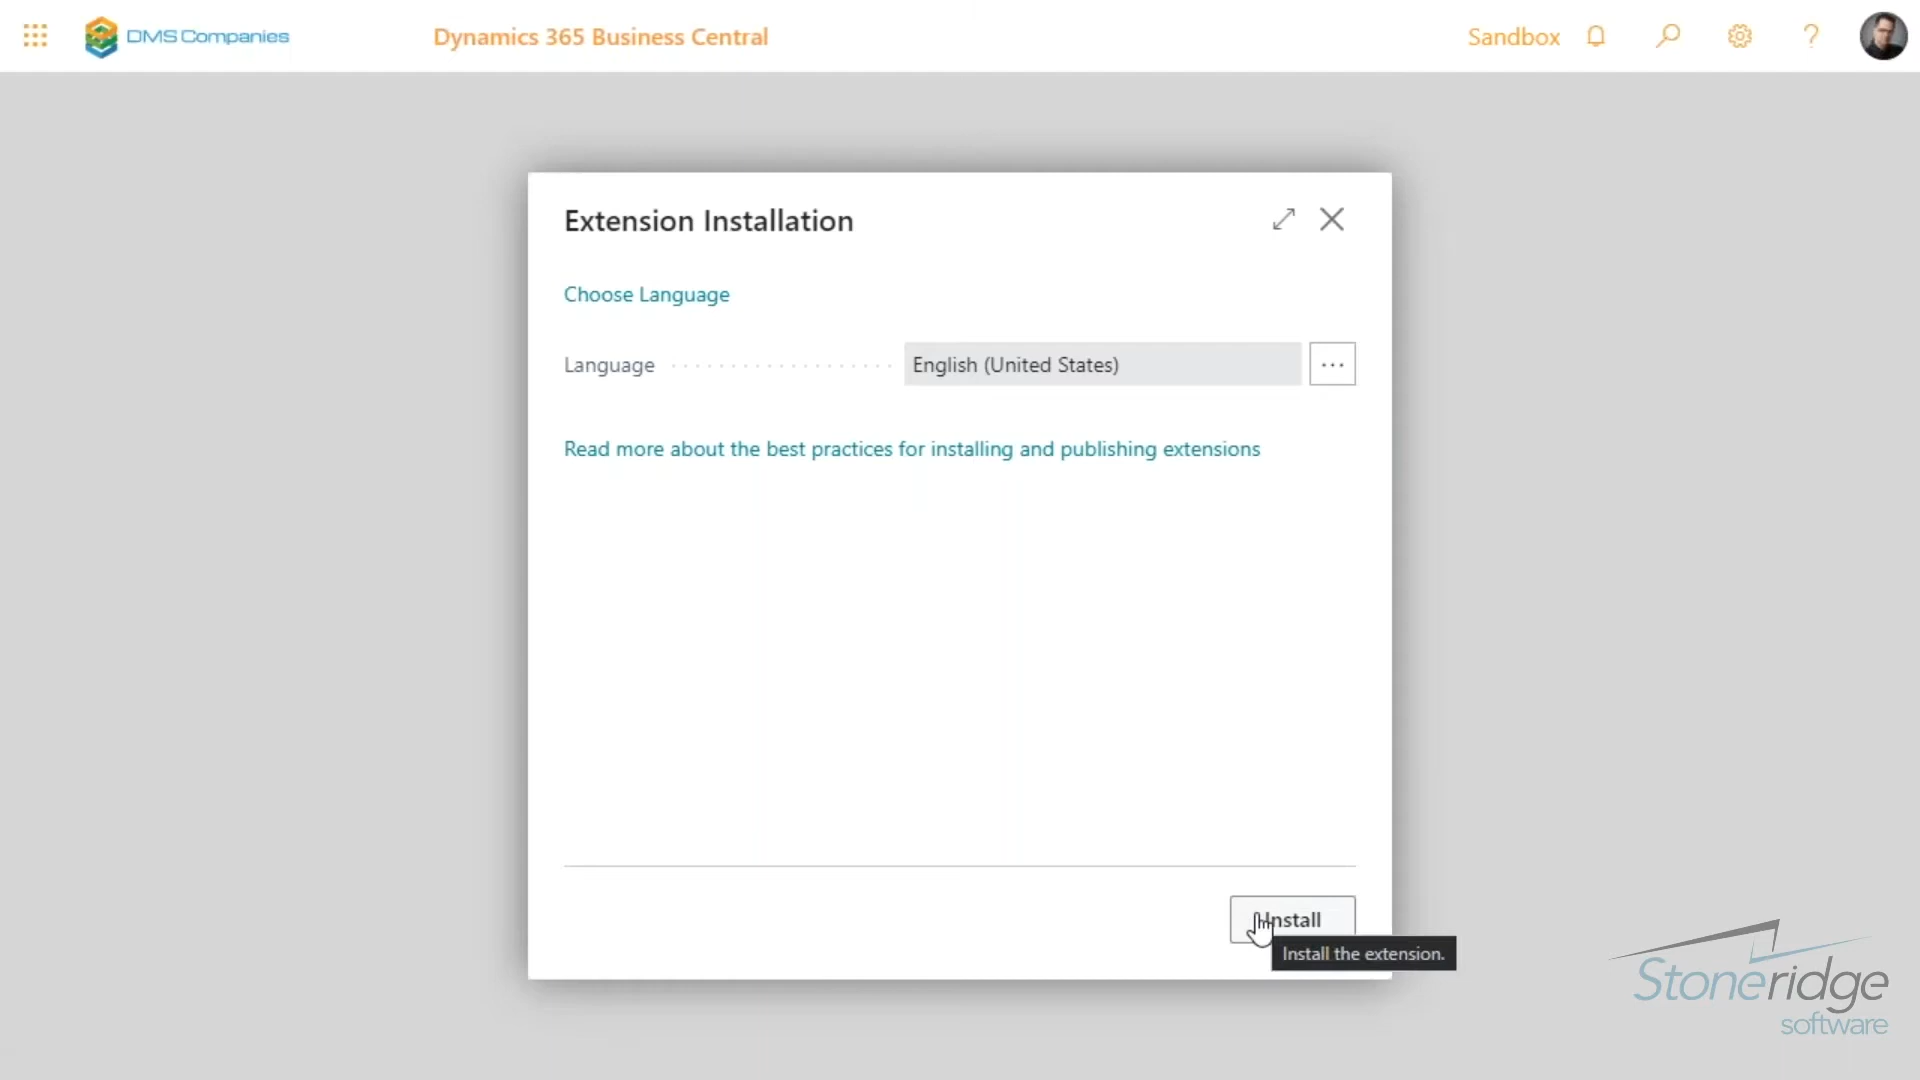 DMS Companies
Dynamics 365 Business Central
Sandbox
Extension Installation
Choose Language
Language
English (United States)
Read more about the best practices for installing and publishing extensions
Install
Install the extension.
Stoneridge
software